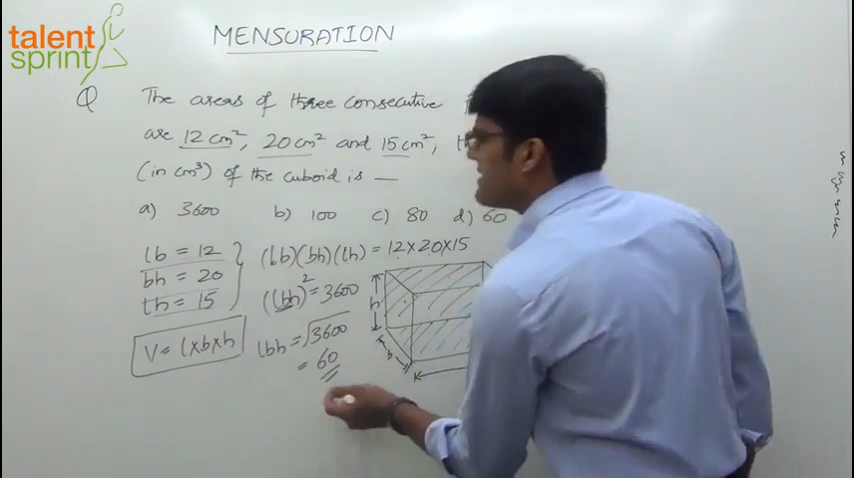 talent
sprint
MENSURATION
Q The areas of three consecutive
are 12 cm², 20 cm² and 15 cm²,
(in cm³) of the cuboid is —
a) 3600 b) 100 c) 80 d) 60
lb = 12
bh = 20
lh = 15
(lb)(bh)(lh) = 12×20×15
(lbh)² = 3600
V = l×b×h
lbh = √3600
= 60
h
b